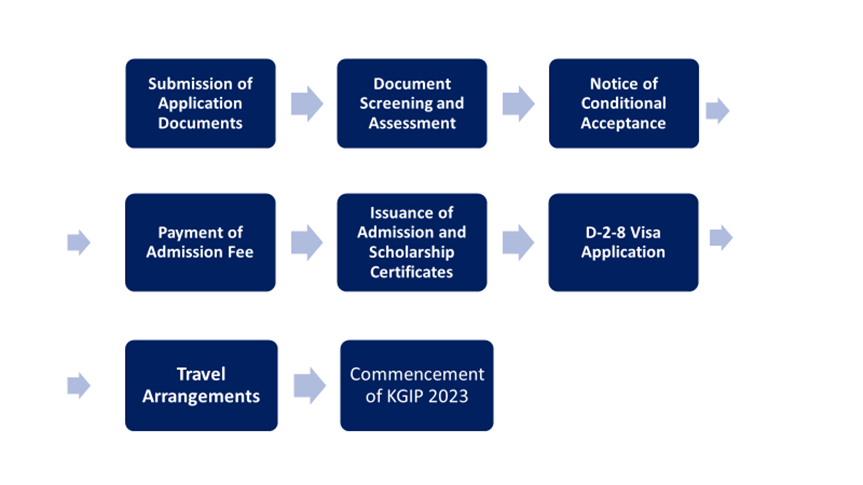 Submission of
Application
Documents
Document
Screening and
Assessment
Notice of
Conditional
Acceptance
Payment of
Admission Fee
Issuance of
Admission and
Scholarship
Certificates
D-2-8 Visa
Application
Travel
Arrangements
Commencement
of KGIP 2023